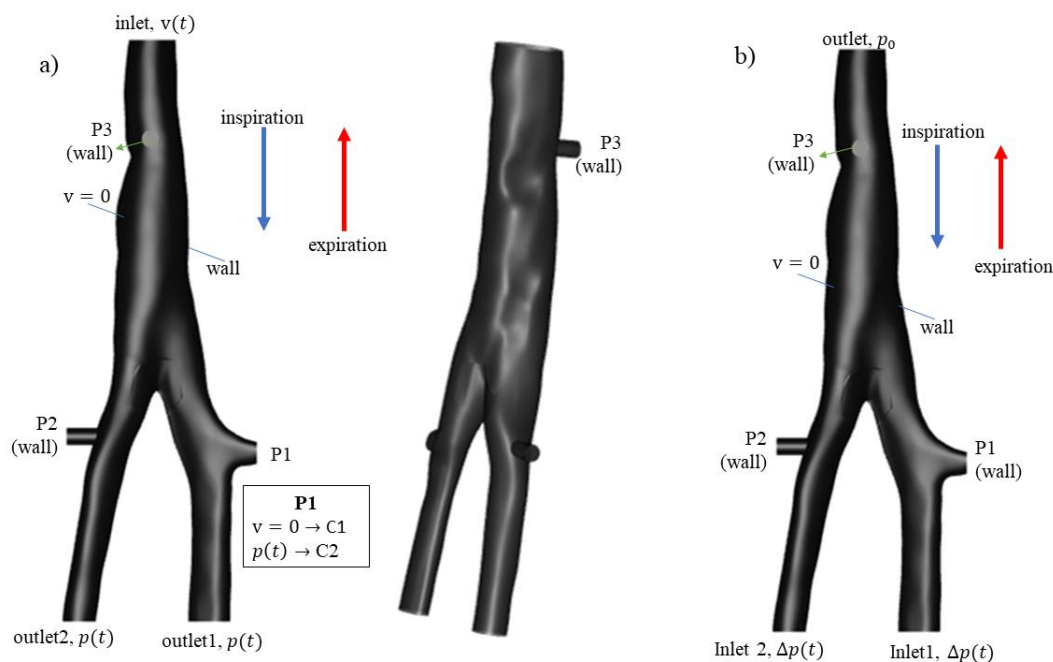 inlet, v(t)
a)
P3
(wall)
inspiration
v = 0
expiration
wall
P2
(wall)
P1
P1
v = 0 → C1
p(t) → C2
outlet2, p(t)
outlet1, p(t)
P3
(wall)
b)
outlet, p₀
P3
(wall)
inspiration
v = 0
expiration
wall
P2
(wall)
P1
(wall)
Inlet 2, Δp(t)
Inlet1, Δp(t)